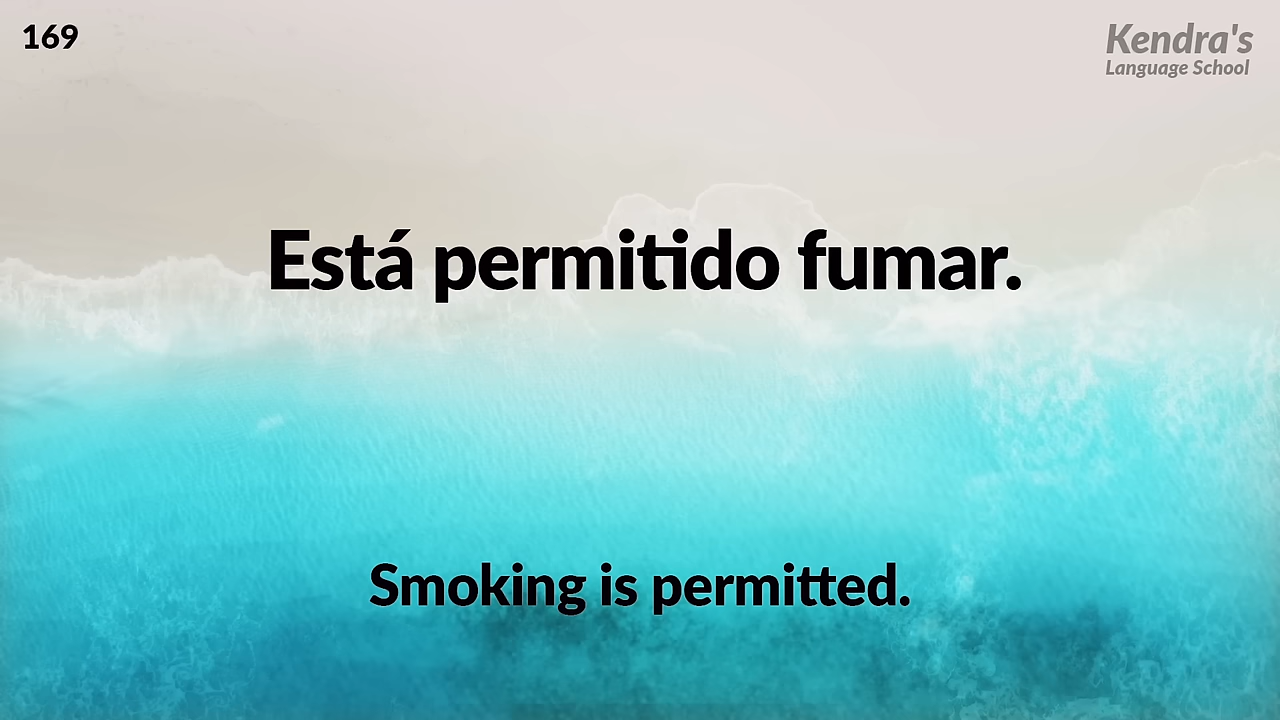 169
Kendra's
Language School
Está permitido fumar.
Smoking is permitted.